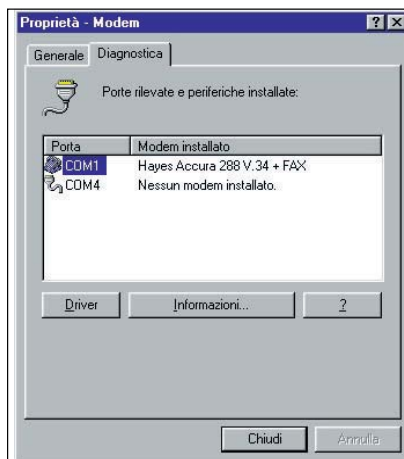 Proprietà - Modem
Generale
Diagnostica
Porte rilevate e periferiche installate:
Porta Modem installato
COM1 Hayes Accura 288 V.34 + FAX
COM4 Nessun modem installato.
Driver Informazioni... ?
Chiudi Annulla